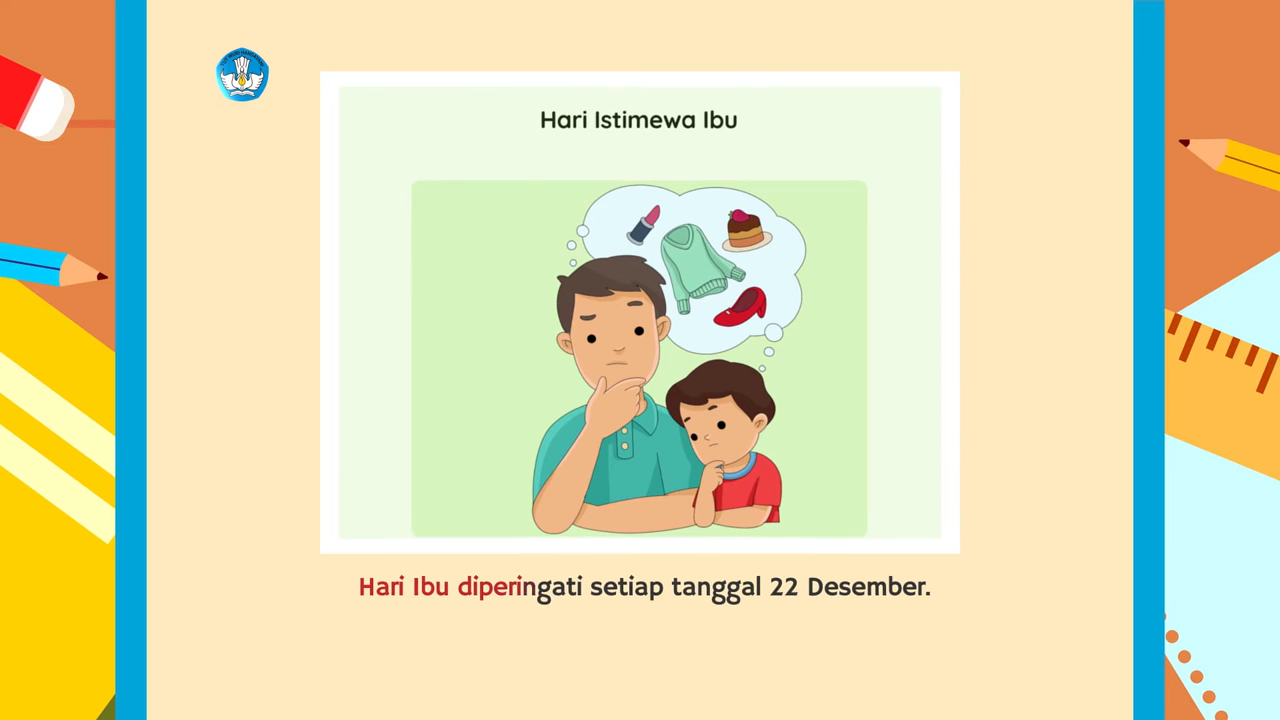 Hari Istimewa Ibu
Hari Ibu diperingati setiap tanggal 22 Desember.